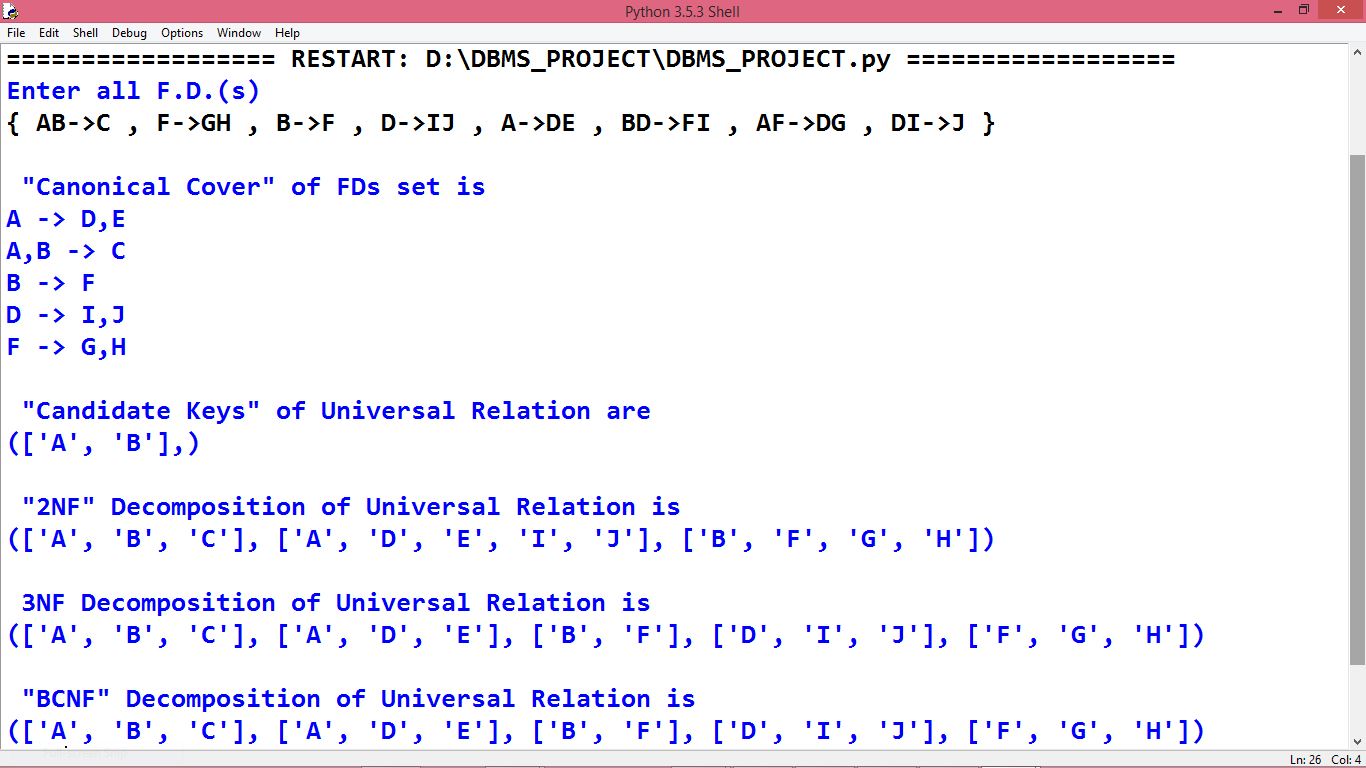 Python 3.5.3 Shell
File Edit Shell Debug Options Window Help
================== RESTART: D:\DBMS_PROJECT\DBMS_PROJECT.py ==================
Enter all F.D.(s)
{ AB->C , F->GH , B->F , D->IJ , A->DE , BD->FI , AF->DG , DI->J }
"Canonical Cover" of FDs set is
A -> D,E
A,B -> C
B -> F
D -> I,J
F -> G,H
"Candidate Keys" of Universal Relation are
(['A', 'B'],)
"2NF" Decomposition of Universal Relation is
(['A', 'B', 'C'], ['A', 'D', 'E', 'I', 'J'], ['B', 'F', 'G', 'H'])
3NF Decomposition of Universal Relation is
(['A', 'B', 'C'], ['A', 'D', 'E'], ['B', 'F'], ['D', 'I', 'J'], ['F', 'G', 'H'])
"BCNF" Decomposition of Universal Relation is
(['A', 'B', 'C'], ['A', 'D', 'E'], ['B', 'F'], ['D', 'I', 'J'], ['F', 'G', 'H'])
Ln: 26 Col: 4